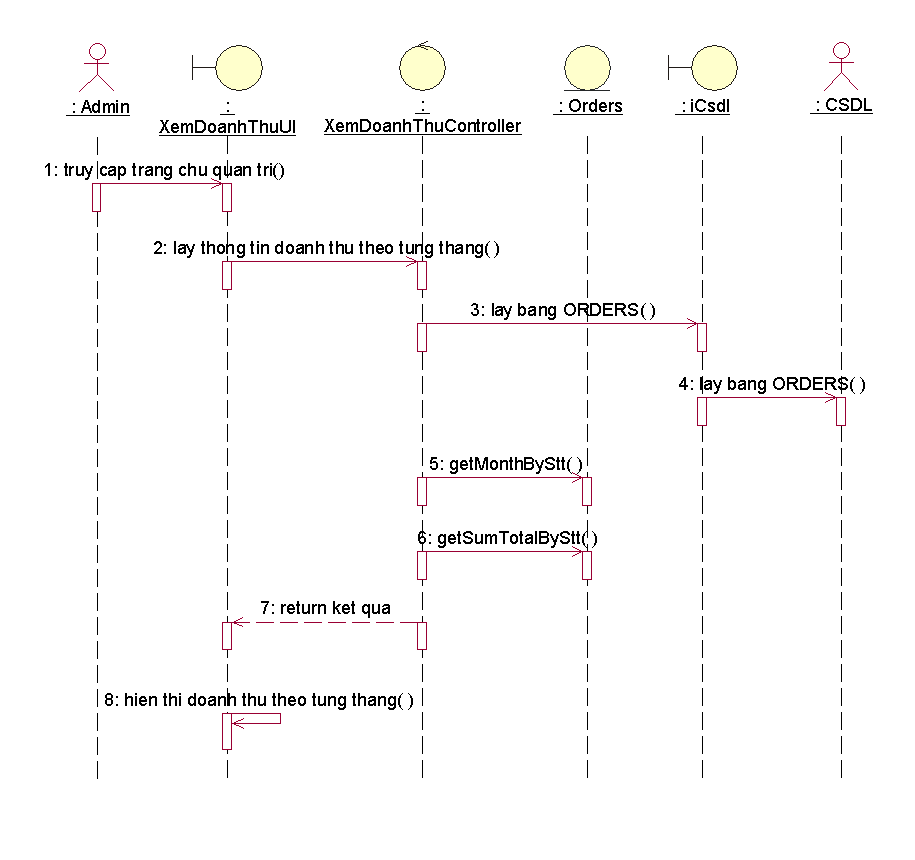 : Admin
:
XemDoanhThuUI
:
XemDoanhThuController
: Orders
: iCsdl
: CSDL
1: truy cap trang chu quan tri()
2: lay thong tin doanh thu theo tung thang( )
3: lay bang ORDERS( )
4: lay bang ORDERS( )
5: getMonthByStt( )
6: getSumTotalByStt( )
7: return ket qua
8: hien thi doanh thu theo tung thang( )